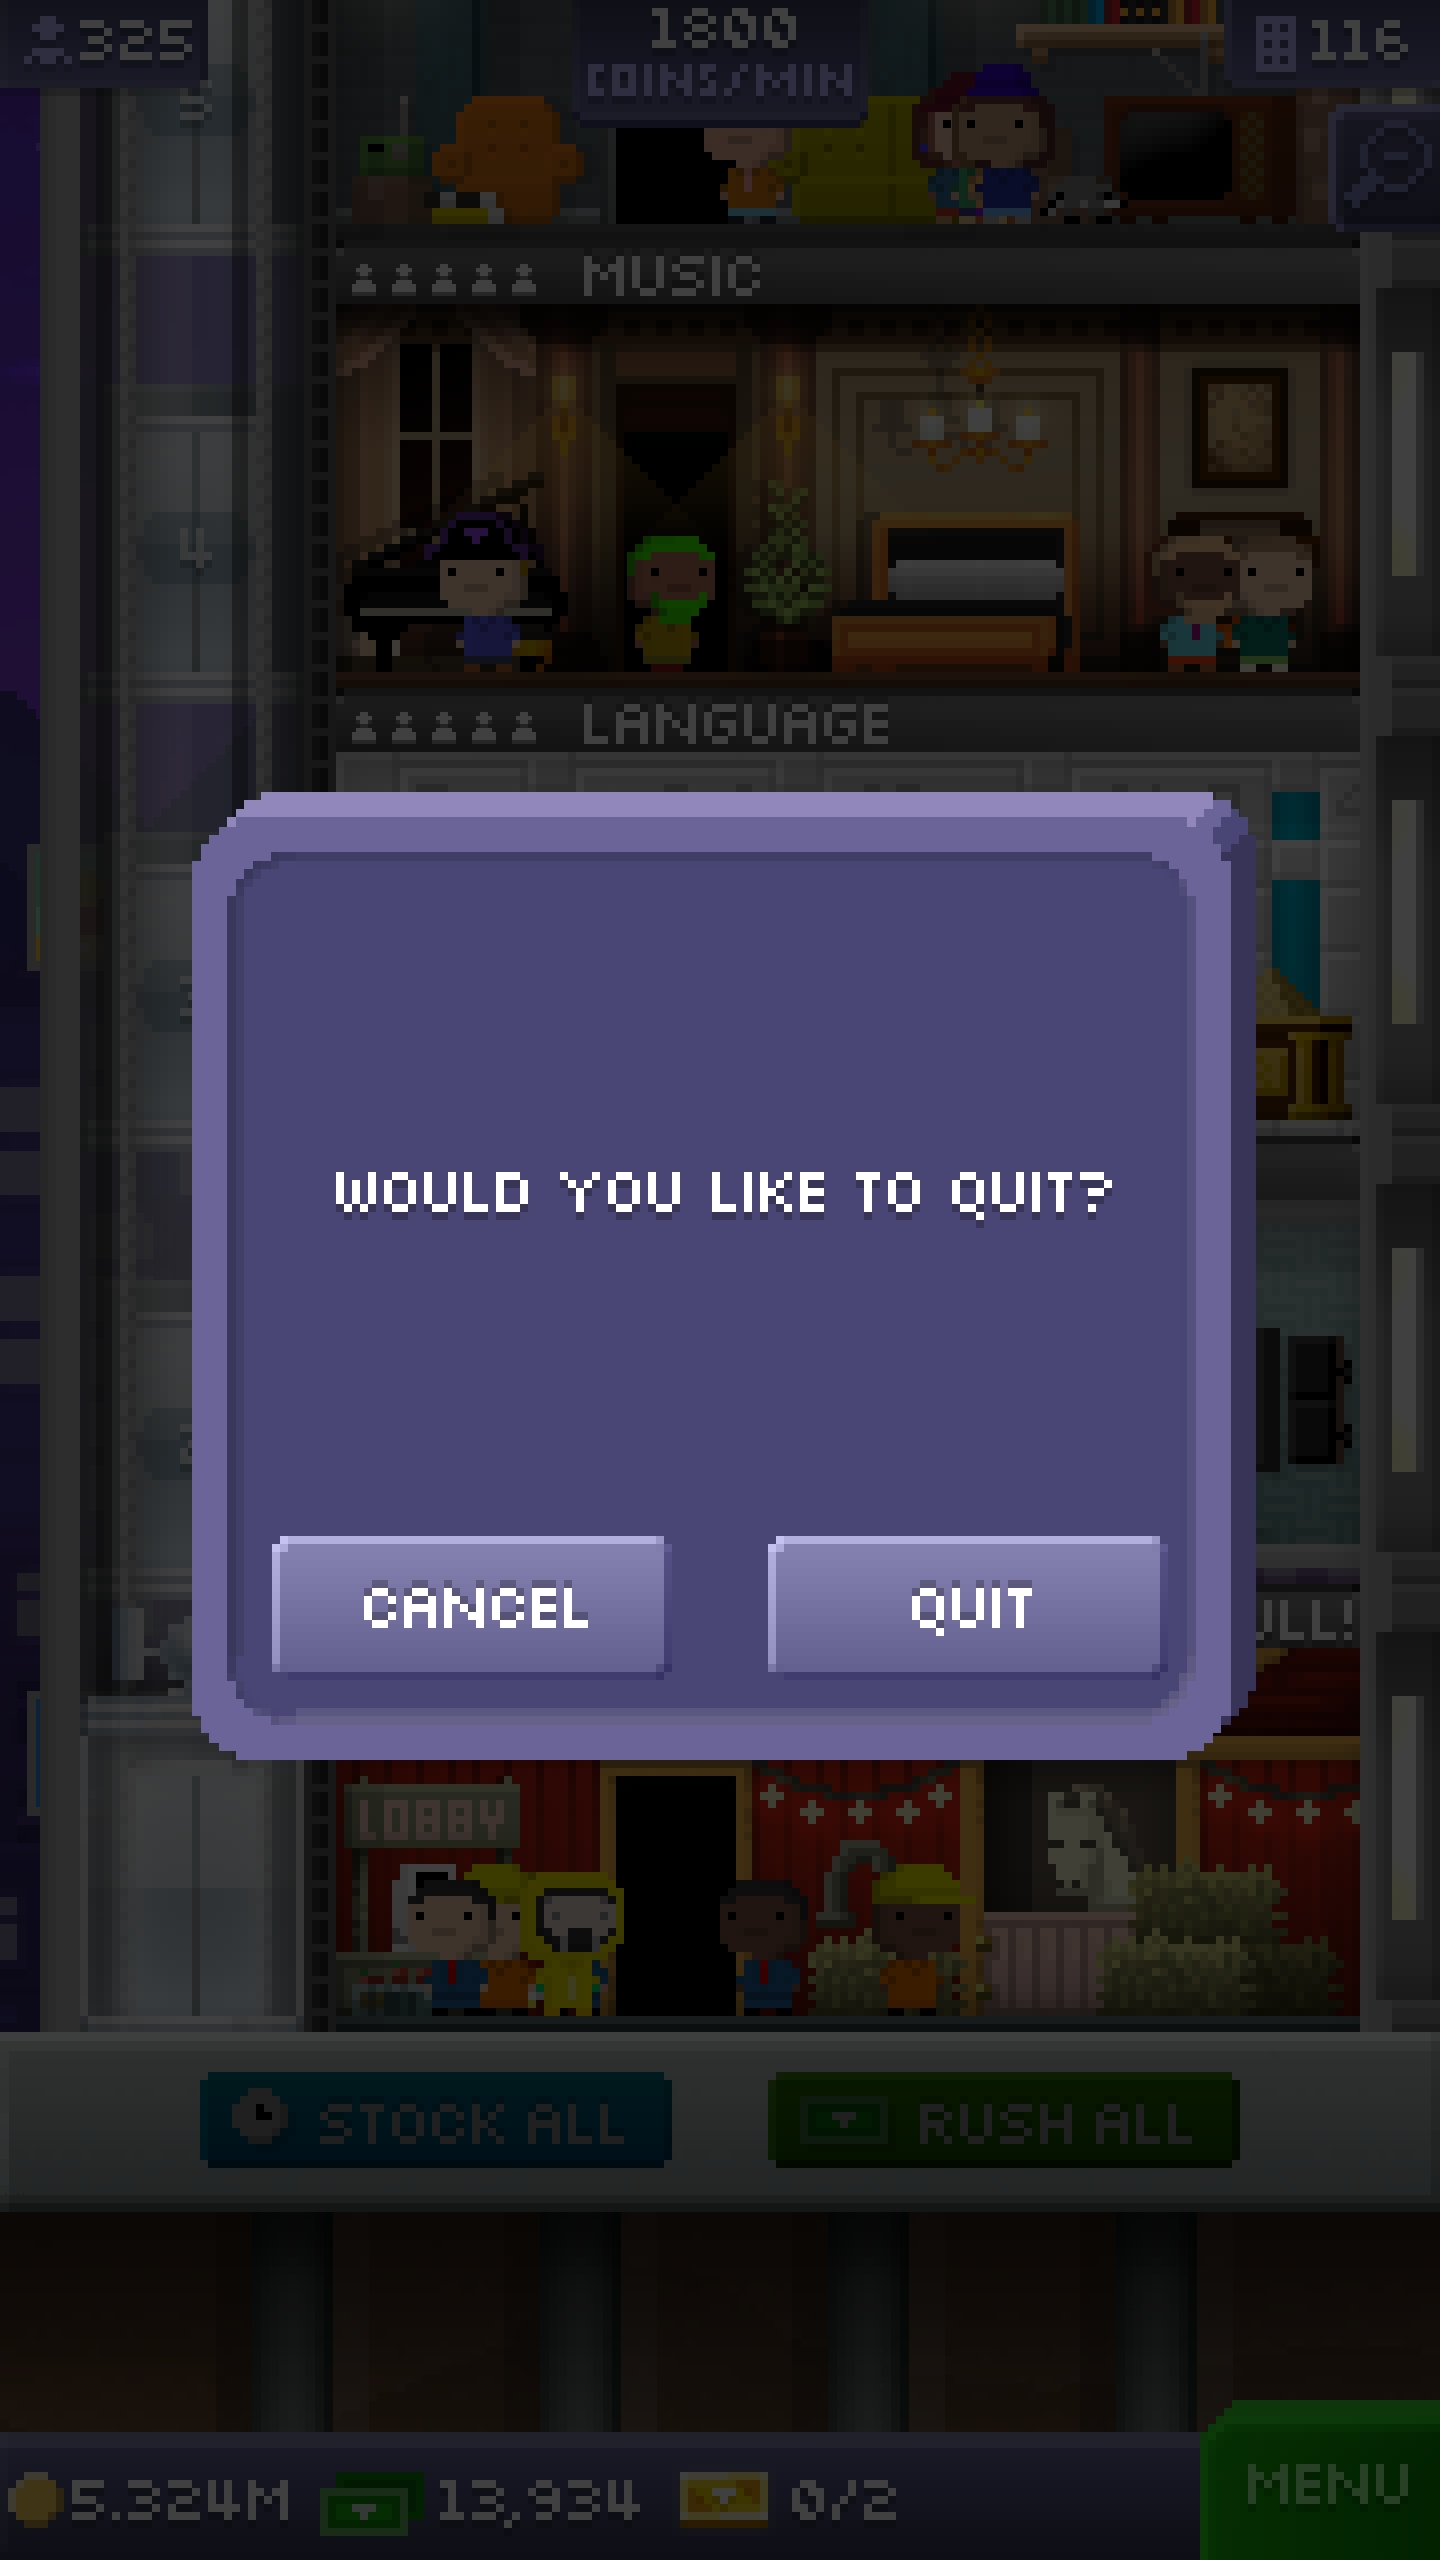 325
1800
COINS/MIN
116
5
MUSIC
4
LANGUAGE
WOULD YOU LIKE TO QUIT?
CANCEL
QUIT
LOBBY
STOCK ALL
RUSH ALL
5.324M
13,934
0/2
MENU